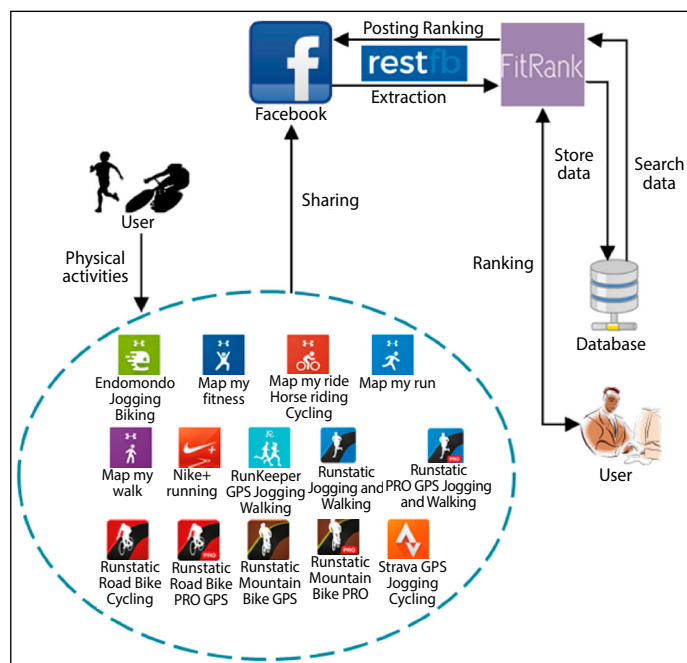 Posting Ranking
f
restfb
FitRank
Extraction
Facebook
Store
data
Search
data
Sharing
User
Physical
activities
Ranking
Database
Endomondo
Jogging
Biking
Map my
fitness
Map my ride
Horse riding
Cycling
Map my run
User
Map my
walk
Nike+
running
RunKeeper
GPS Jogging
Walking
Runstatic
Jogging and
Walking
PRO
Runstatic
PRO GPS Jogging
and Walking
Runstatic
Road Bike
Cycling
PRO
Runstatic
Road Bike
PRO GPS
Runstatic
Mountain
Bike GPS
PRO
Runstatic
Mountain
Bike PRO
Strava GPS
Jogging
Cycling